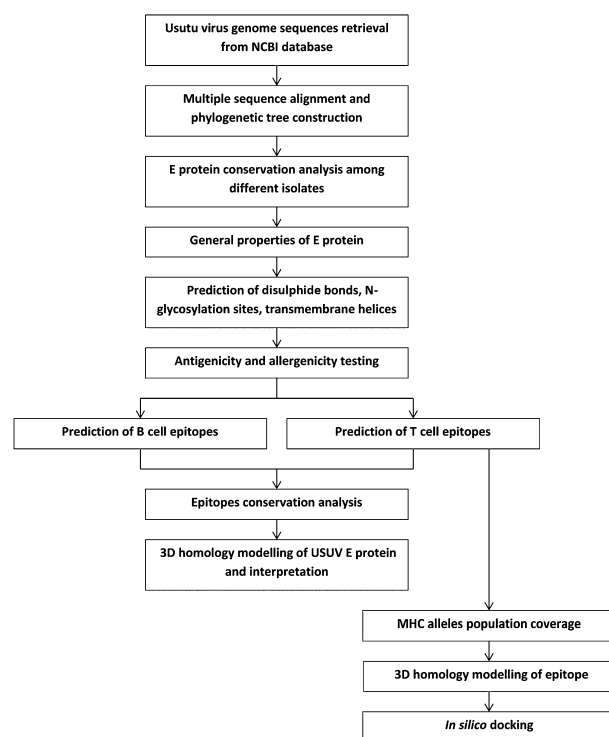 Usutu virus genome sequences retrieval
from NCBI database
Multiple sequence alignment and
phylogenetic tree construction
E protein conservation analysis among
different isolates
General properties of E protein
Prediction of disulphide bonds, N-
glycosylation sites, transmembrane helices
Antigenicity and allergenicity testing
Prediction of B cell epitopes
Prediction of T cell epitopes
Epitopes conservation analysis
3D homology modelling of USUV E protein
and interpretation
MHC alleles population coverage
3D homology modelling of epitope
In silico docking